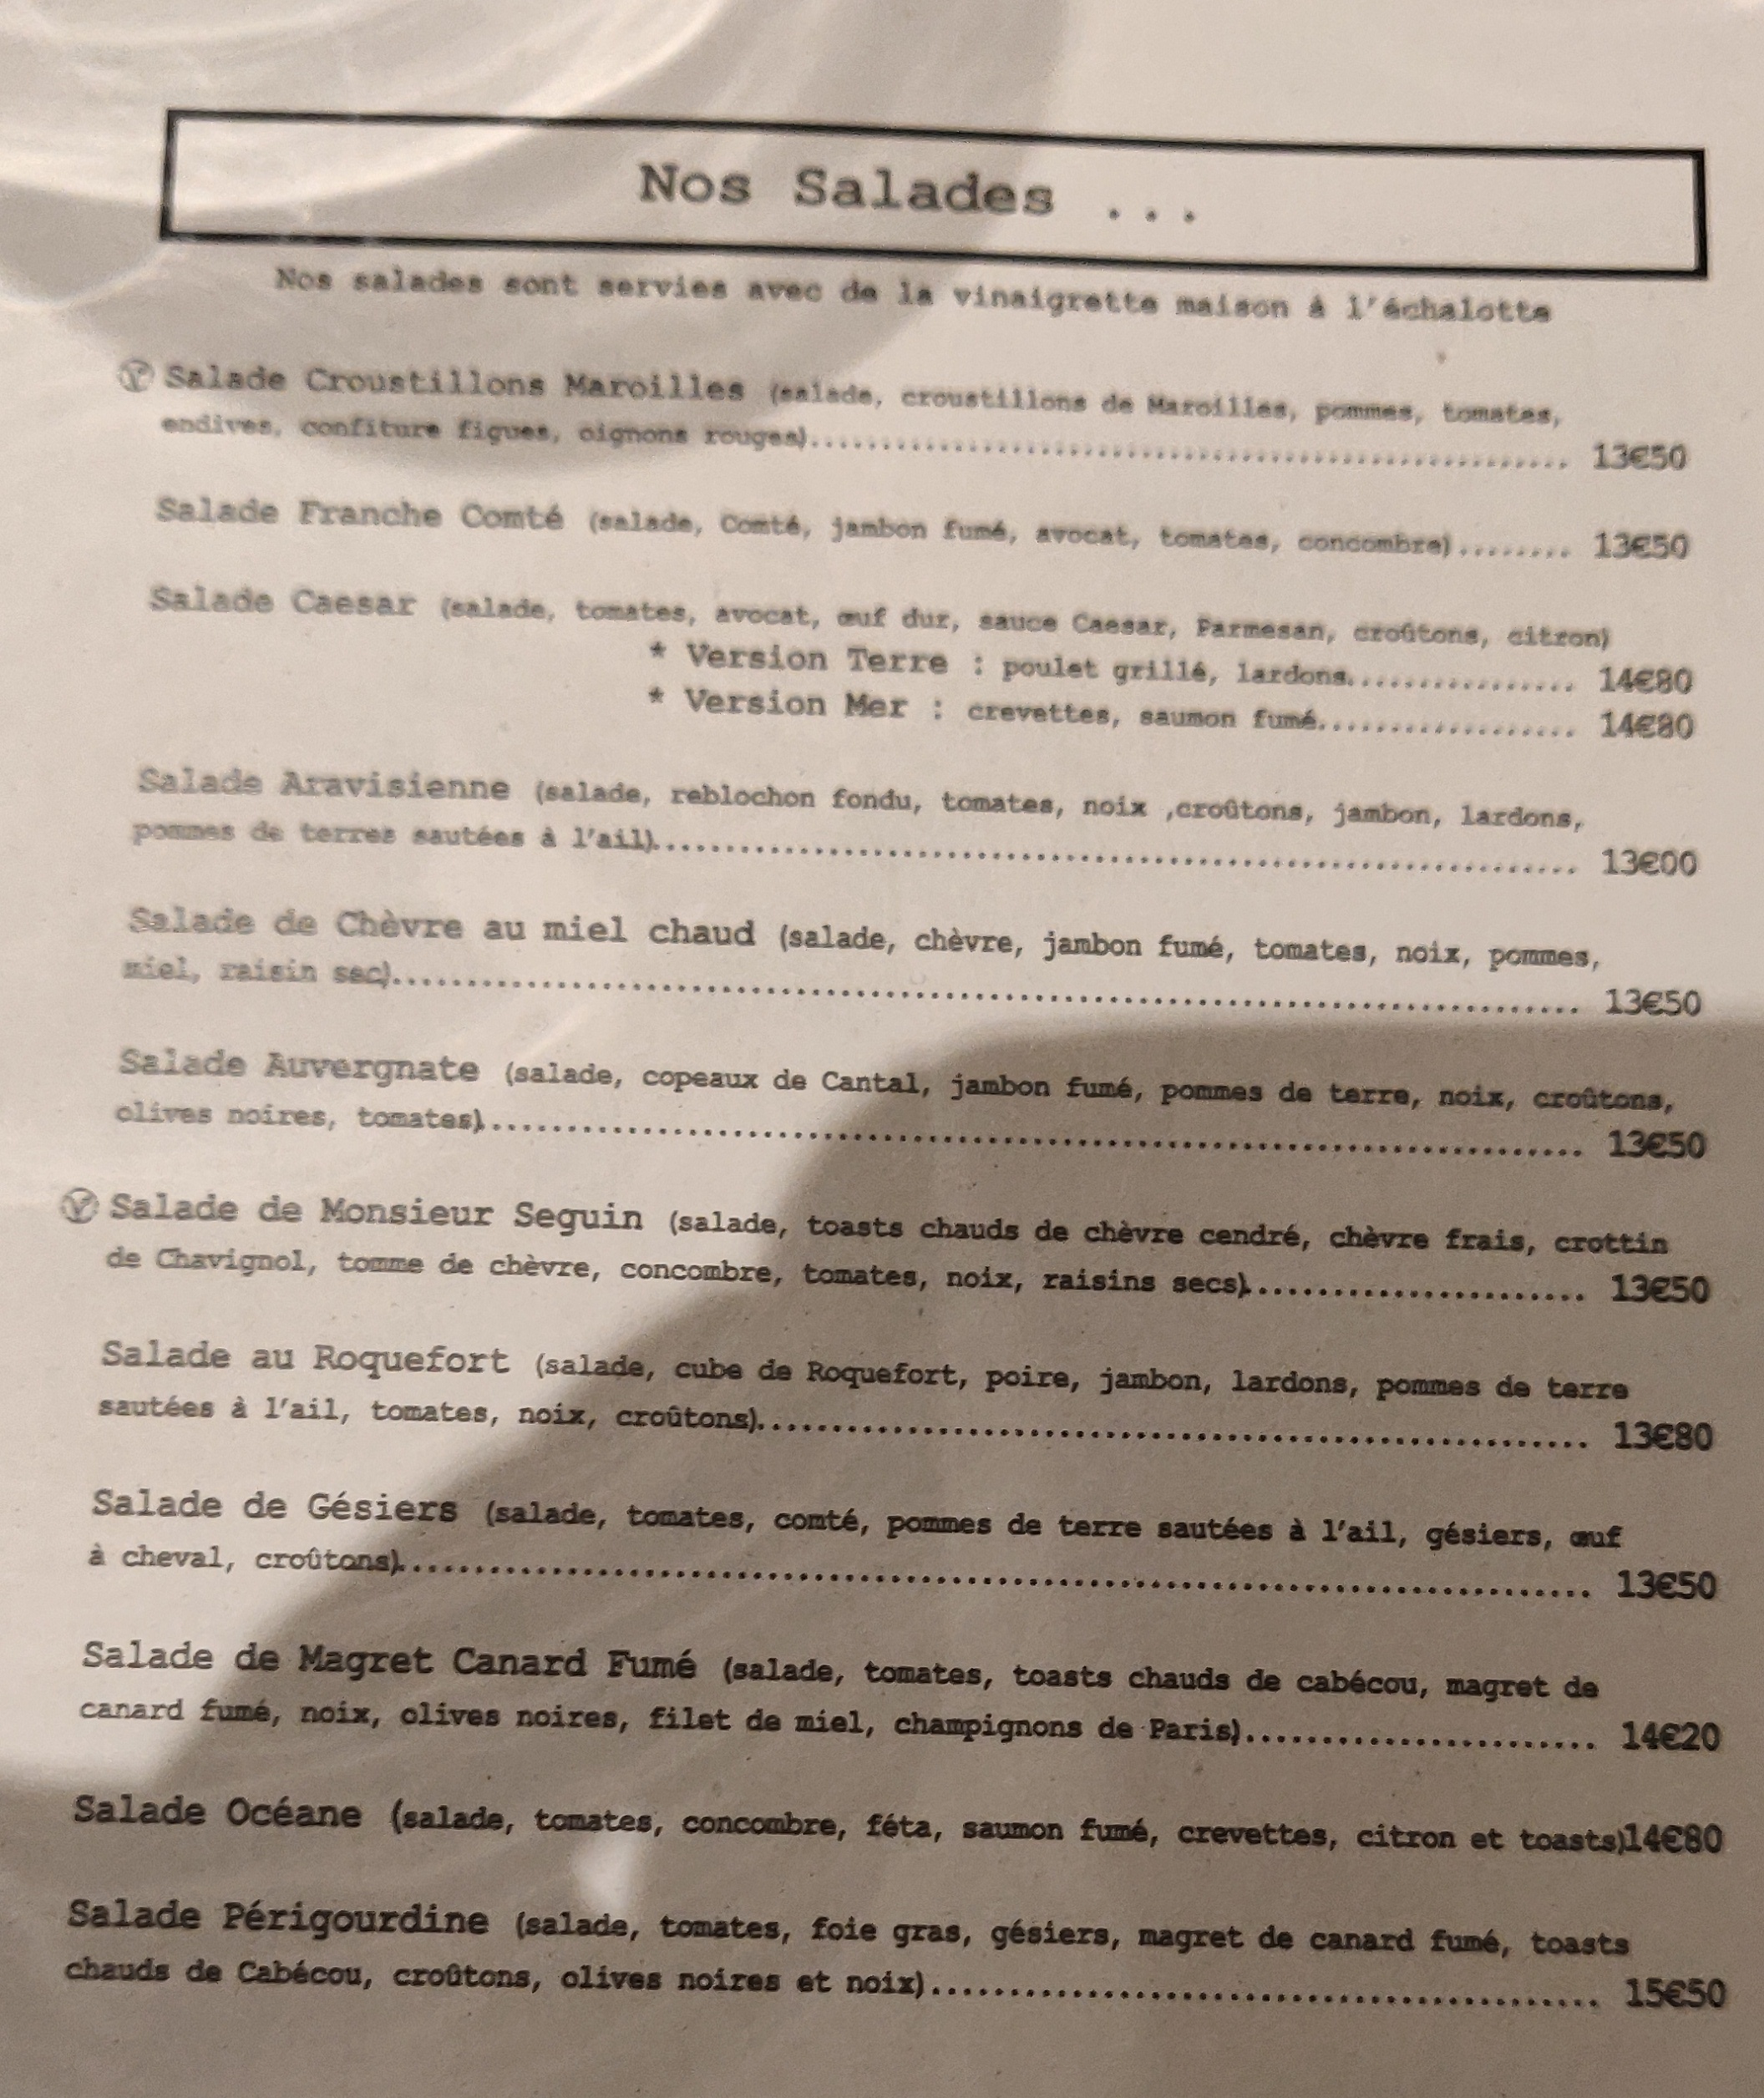 Nos Salades ...
Nos salades sont servies avec de la vinaigrette maison à l'échalotte
Ⓥ Salade Croustillons Maroilles (salade, croustillons de Maroilles, pommes, tomates,
endives, confiture figues, oignons rouges)........................................ 13€50
Salade Franche Comté (salade, Comté, jambon fumé, avocat, tomates, concombre)........ 13€50
Salade Caesar (salade, tomates, avocat, œuf dur, sauce Caesar, Parmesan, croûtons, citron)
* Version Terre : poulet grillé, lardons................ 14€80
* Version Mer : crevettes, saumon fumé.................. 14€80
Salade Aravisienne (salade, reblochon fondu, tomates, noix ,croûtons, jambon, lardons,
pommes de terres sautées à l'ail)........................................ 13€00
Salade de Chèvre au miel chaud (salade, chèvre, jambon fumé, tomates, noix, pommes,
miel, raisin sec)........................................ 13€50
Salade Auvergnate (salade, copeaux de Cantal, jambon fumé, pommes de terre, noix, croûtons,
olives noires, tomates)........................................ 13€50
Ⓥ Salade de Monsieur Seguin (salade, toasts chauds de chèvre cendré, chèvre frais, crottin
de Chavignol, tomme de chèvre, concombre, tomates, noix, raisins secs)....................... 13€50
Salade au Roquefort (salade, cube de Roquefort, poire, jambon, lardons, pommes de terre
sautées à l'ail, tomates, noix, croûtons)........................................ 13€80
Salade de Gésiers (salade, tomates, comté, pommes de terre sautées à l'ail, gésiers, œuf
à cheval, croûtons)........................................ 13€50
Salade de Magret Canard Fumé (salade, tomates, toasts chauds de cabécou, magret de
canard fumé, noix, olives noires, filet de miel, champignons de Paris)....................... 14€20
Salade Océane (salade, tomates, concombre, féta, saumon fumé, crevettes, citron et toasts)14€80
Salade Périgourdine (salade, tomates, foie gras, gésiers, magret de canard fumé, toasts
chauds de Cabécou, croûtons, olives noires et noix)........................................ 15€50